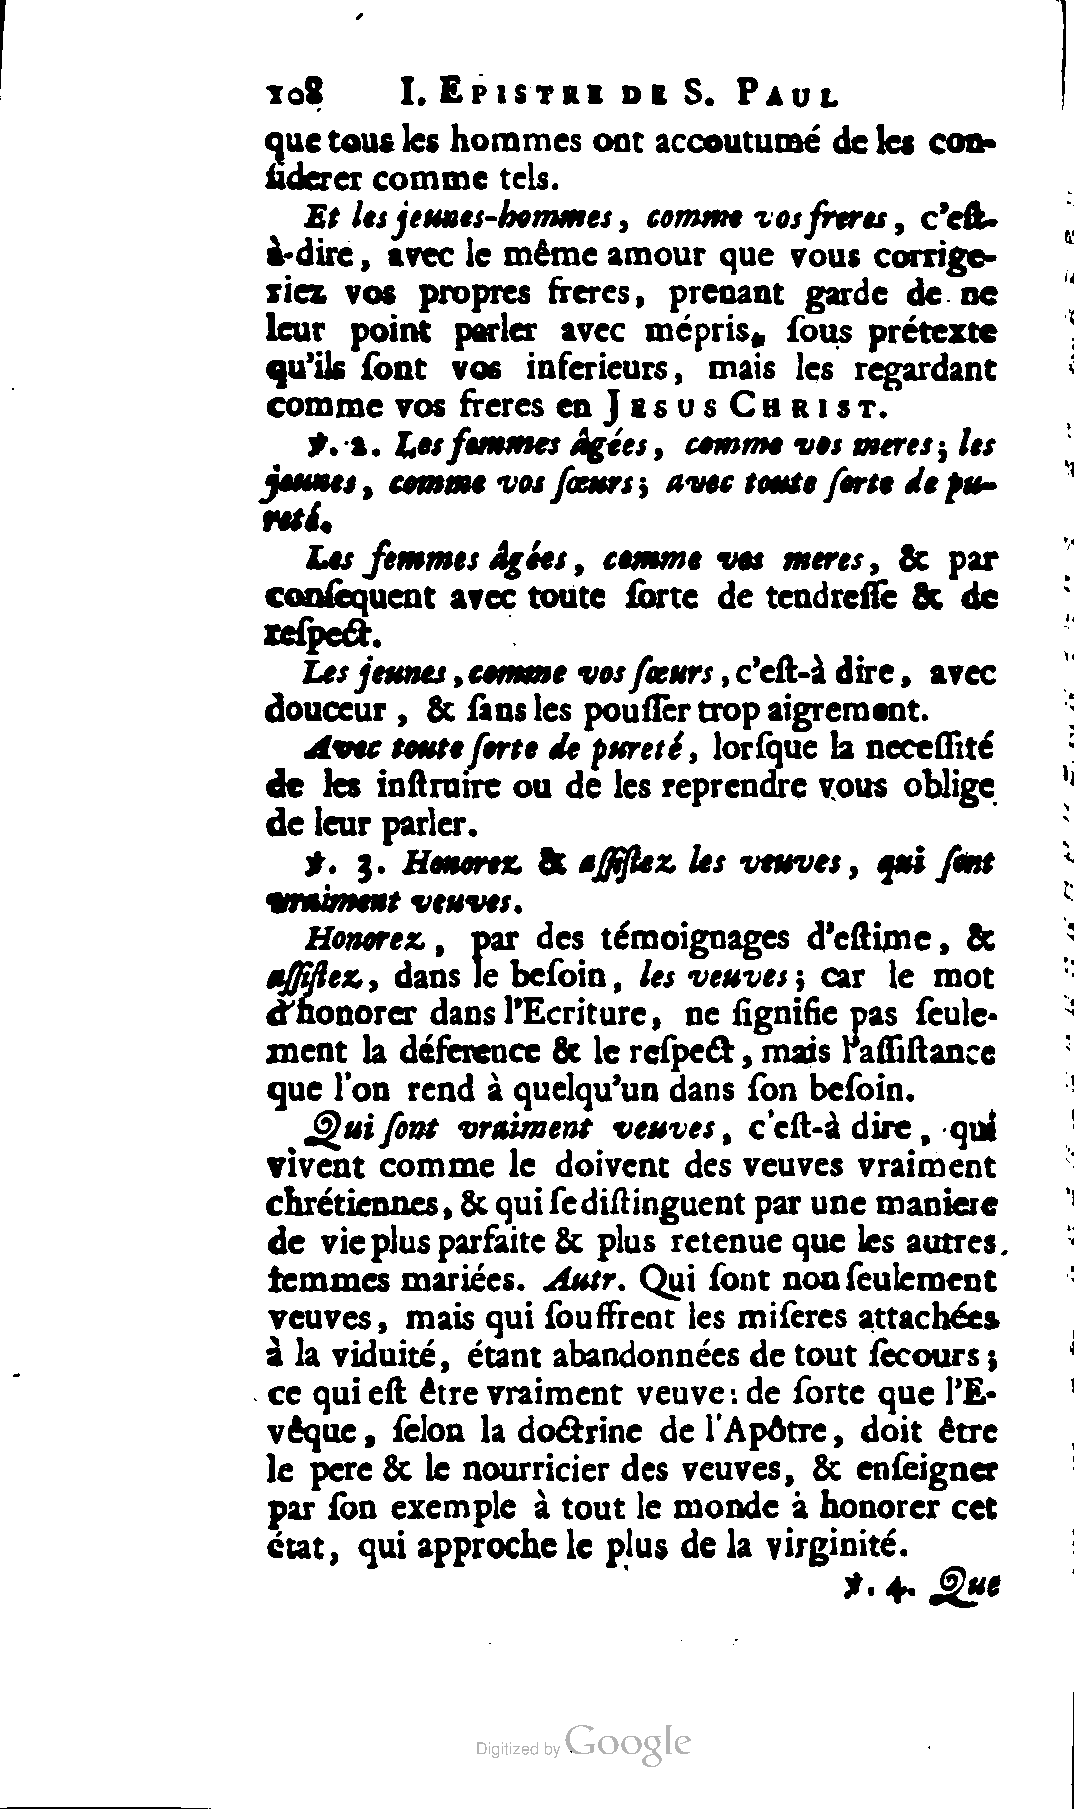 108 I. EPISTRE DE S. PAUL
que tous les hommes ont accoutumé de les con-
ſiderer comme tels.
Et les jeunes-hommes, comme vos freres, c'eſt-
à-dire, avec le même amour que vous corrige-
riez vos propres freres, prenant garde de ne
leur point parler avec mépris, ſous prétexte
qu'ils ſont vos inferieurs, mais les regardant
comme vos freres en JESUS CHRIST.
℣. 2. Les femmes âgées, comme vos meres; les
jeunes, comme vos ſœurs; avec toute ſorte de pu-
reté.
Les femmes âgées, comme vos meres, & par
conſequent avec toute ſorte de tendreſſe & de
reſpect.
Les jeunes, comme vos ſœurs, c'eſt-à dire, avec
douceur, & ſans les pouſſer trop aigrement.
Avec toute ſorte de pureté, lorſque la neceſſité
de les inſtruire ou de les reprendre vous oblige
de leur parler.
℣. 3. Honorez & aſſiſtez les veuves, qui ſont
vraiment veuves.
Honorez, par des témoignages d'eſtime, &
aſſiſtez, dans le beſoin, les veuves; car le mot
d'honorer dans l'Ecriture, ne ſignifie pas ſeule-
ment la déference & le reſpect, mais l'aſſiſtance
que l'on rend à quelqu'un dans ſon beſoin.
Qui ſont vraiment veuves, c'eſt-à dire, qui
vivent comme le doivent des veuves vraiment
chrétiennes, & qui ſe diſtinguent par une maniere
de vie plus parfaite & plus retenue que les autres
femmes mariées. Autr. Qui ſont non ſeulement
veuves, mais qui ſouffrent les miſeres attachées
à la viduité, étant abandonnées de tout ſecours;
ce qui eſt être vraiment veuve: de ſorte que l'E-
vêque, ſelon la doctrine de l'Apôtre, doit être
le pere & le nourricier des veuves, & enſeigner
par ſon exemple à tout le monde à honorer cet
état, qui approche le plus de la virginité.
℣. 4. Que
Digitized by Google